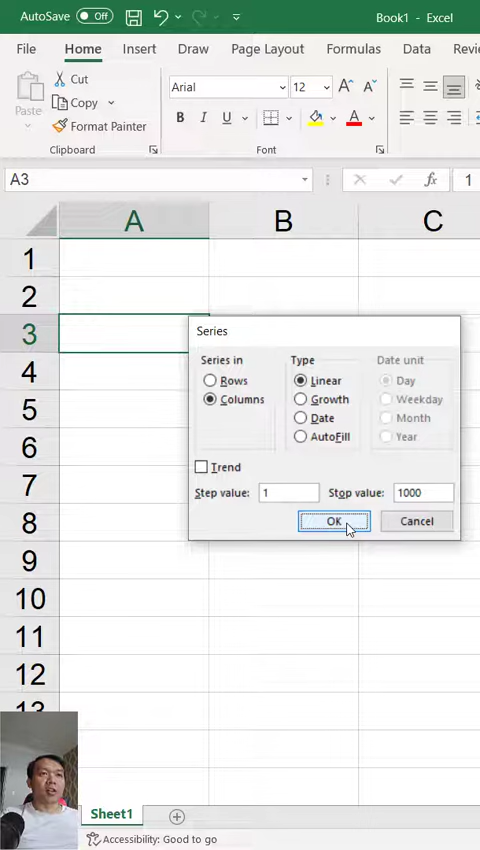 AutoSave Off Book1 - Excel
File Home Insert Draw Page Layout Formulas Data
Paste Cut Arial 12
Copy B I U A
Format Painter
Clipboard Font
A3 fx 1
A B C
1
2
3
Series
4 Series in Type Date unit
Rows Linear Day
5 Columns Growth Weekday
Date Month
6 AutoFill Year
Trend
7 Step value: 1 Stop value: 1000
8 OK Cancel
9
10
11
12
13
Sheet1
Accessibility: Good to go